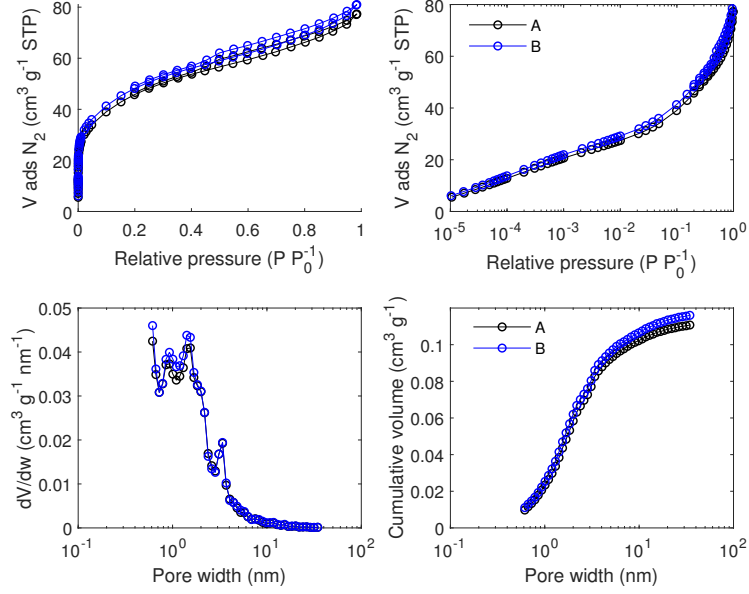 80
60
40
20
0
0 0.2 0.4 0.6 0.8 1
V ads N₂ (cm³ g⁻¹ STP)
Relative pressure (P P₀⁻¹)
80
60
40
20
0
10⁻⁵ 10⁻⁴ 10⁻³ 10⁻² 10⁻¹ 10⁰
V ads N₂ (cm³ g⁻¹ STP)
Relative pressure (P P₀⁻¹)
A
B
0.05
0.04
0.03
0.02
0.01
0
10⁻¹ 10⁰ 10¹ 10²
dV/dw (cm³ g⁻¹ nm⁻¹)
Pore width (nm)
0.1
0.08
0.06
0.04
0.02
0
10⁻¹ 10⁰ 10¹ 10²
Cumulative volume (cm³ g⁻¹)
Pore width (nm)
A
B